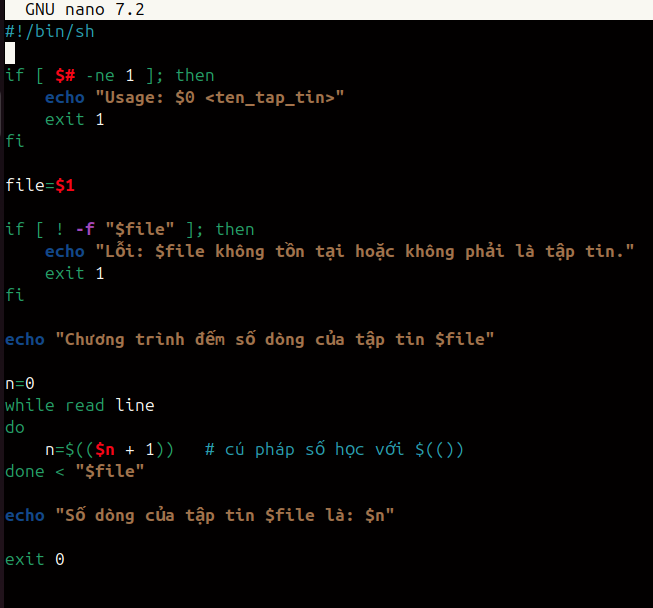 GNU nano 7.2
#!/bin/sh
if [ $# -ne 1 ]; then
    echo "Usage: $0 <ten_tap_tin>"
    exit 1
fi
file=$1
if [ ! -f "$file" ]; then
    echo "Lỗi: $file không tồn tại hoặc không phải là tập tin."
    exit 1
fi
echo "Chương trình đếm số dòng của tập tin $file"
n=0
while read line
do
    n=$(($n + 1))   # cú pháp số học với $(())
done < "$file"
echo "Số dòng của tập tin $file là: $n"
exit 0